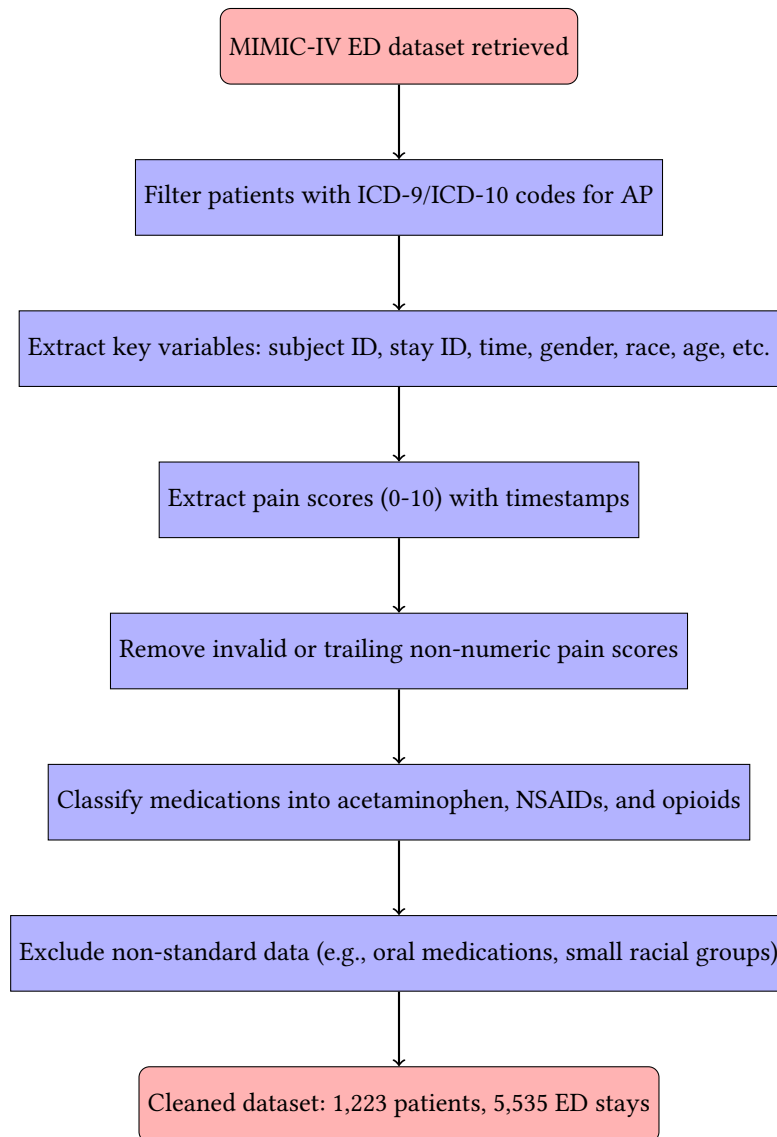 MIMIC-IV ED dataset retrieved
Filter patients with ICD-9/ICD-10 codes for AP
Extract key variables: subject ID, stay ID, time, gender, race, age, etc.
Extract pain scores (0-10) with timestamps
Remove invalid or trailing non-numeric pain scores
Classify medications into acetaminophen, NSAIDs, and opioids
Exclude non-standard data (e.g., oral medications, small racial groups)
Cleaned dataset: 1,223 patients, 5,535 ED stays